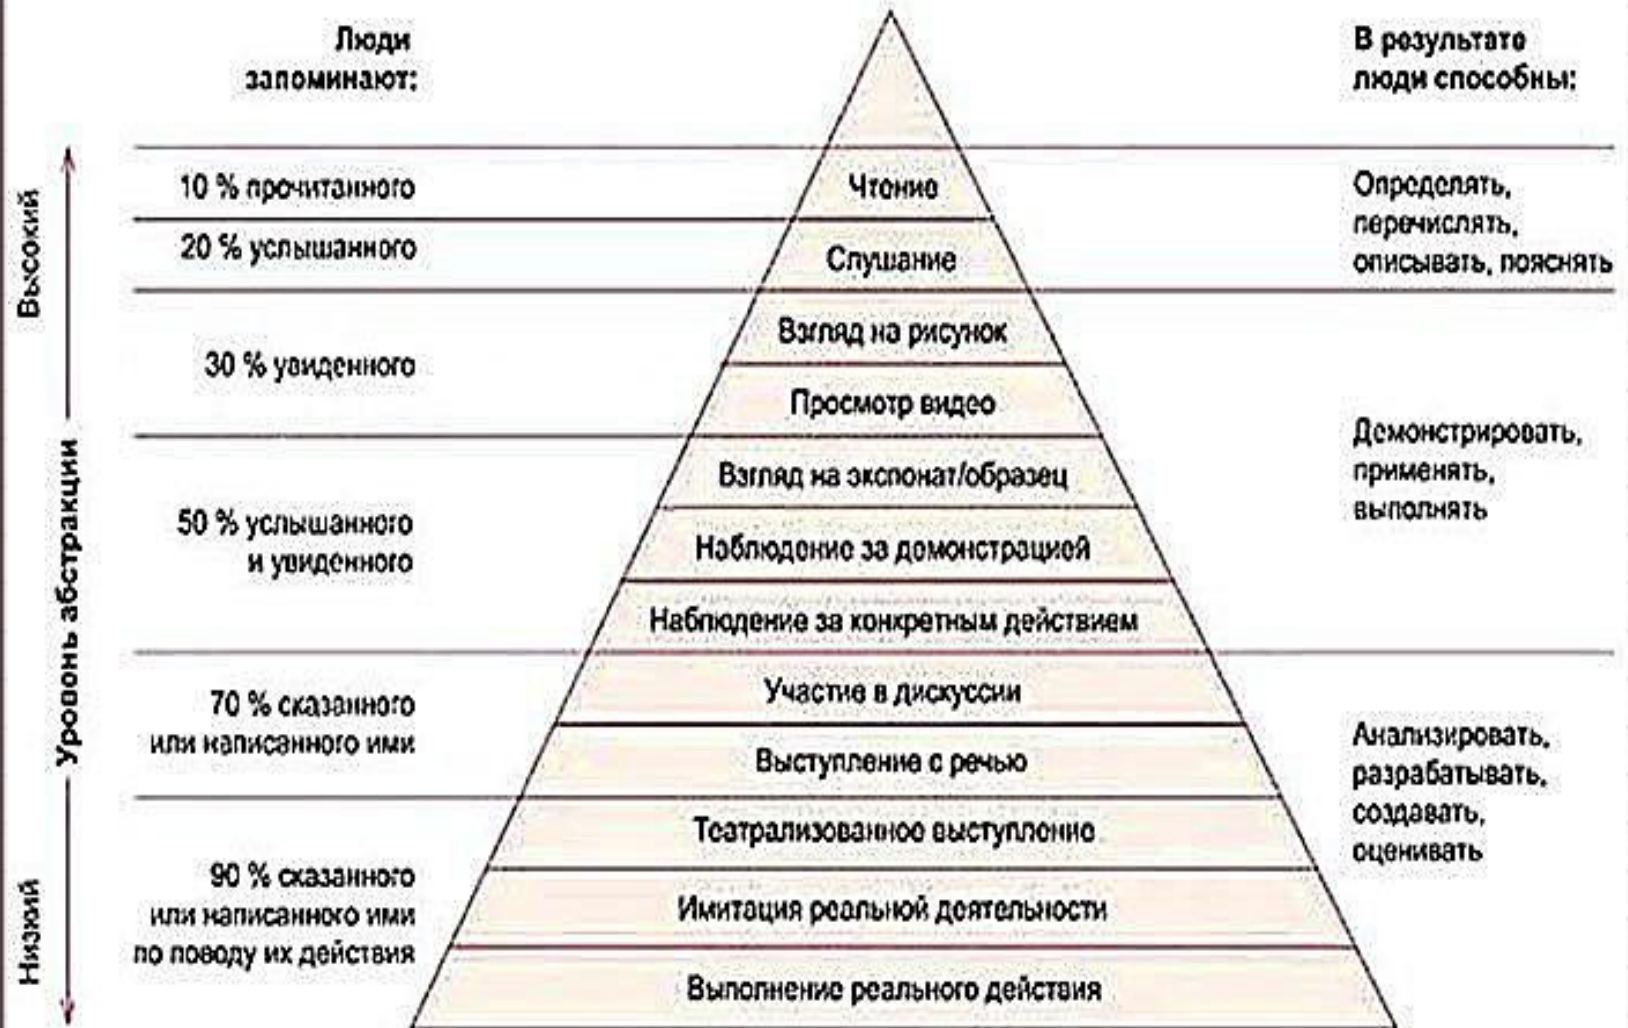 Люди
запоминают:
В результате
люди способны:
Высокий
Уровень абстракции
Низкий
10 % прочитанного
Чтение
Определять,
перечислять,
описывать, пояснять
20 % услышанного
Слушание
30 % увиденного
Взгляд на рисунок
Просмотр видео
Демонстрировать,
применять,
выполнять
50 % услышанного
и увиденного
Взгляд на экспонат/образец
Наблюдение за демонстрацией
Наблюдение за конкретным действием
70 % сказанного
или написанного ими
Участие в дискуссии
Выступление с речью
Анализировать,
разрабатывать,
создавать,
оценивать
90 % сказанного
или написанного ими
по поводу их действия
Театрализованное выступление
Имитация реальной деятельности
Выполнение реального действия